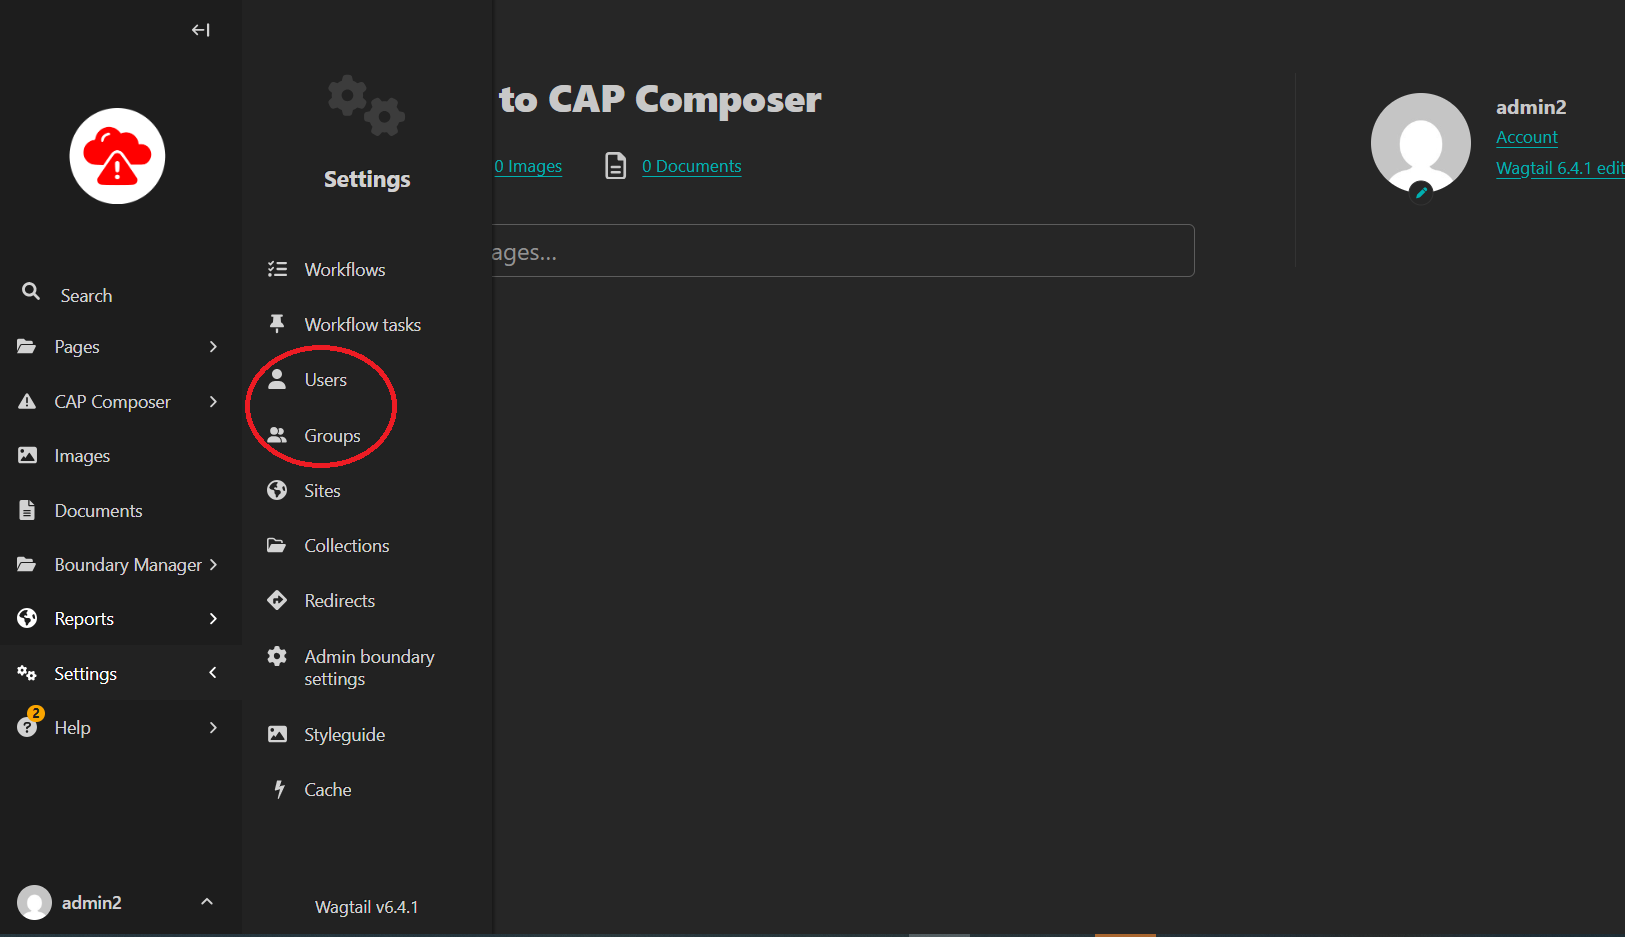 Search
Pages
CAP Composer
Images
Documents
Boundary Manager
Reports
Settings
2
?
Help
admin2
Settings
Workflows
Workflow tasks
Users
Groups
Sites
Collections
Redirects
Admin boundary
settings
Styleguide
Cache
Wagtail v6.4.1
to CAP Composer
0 Images
0 Documents
ages...
admin2
Account
Wagtail 6.4.1 edit